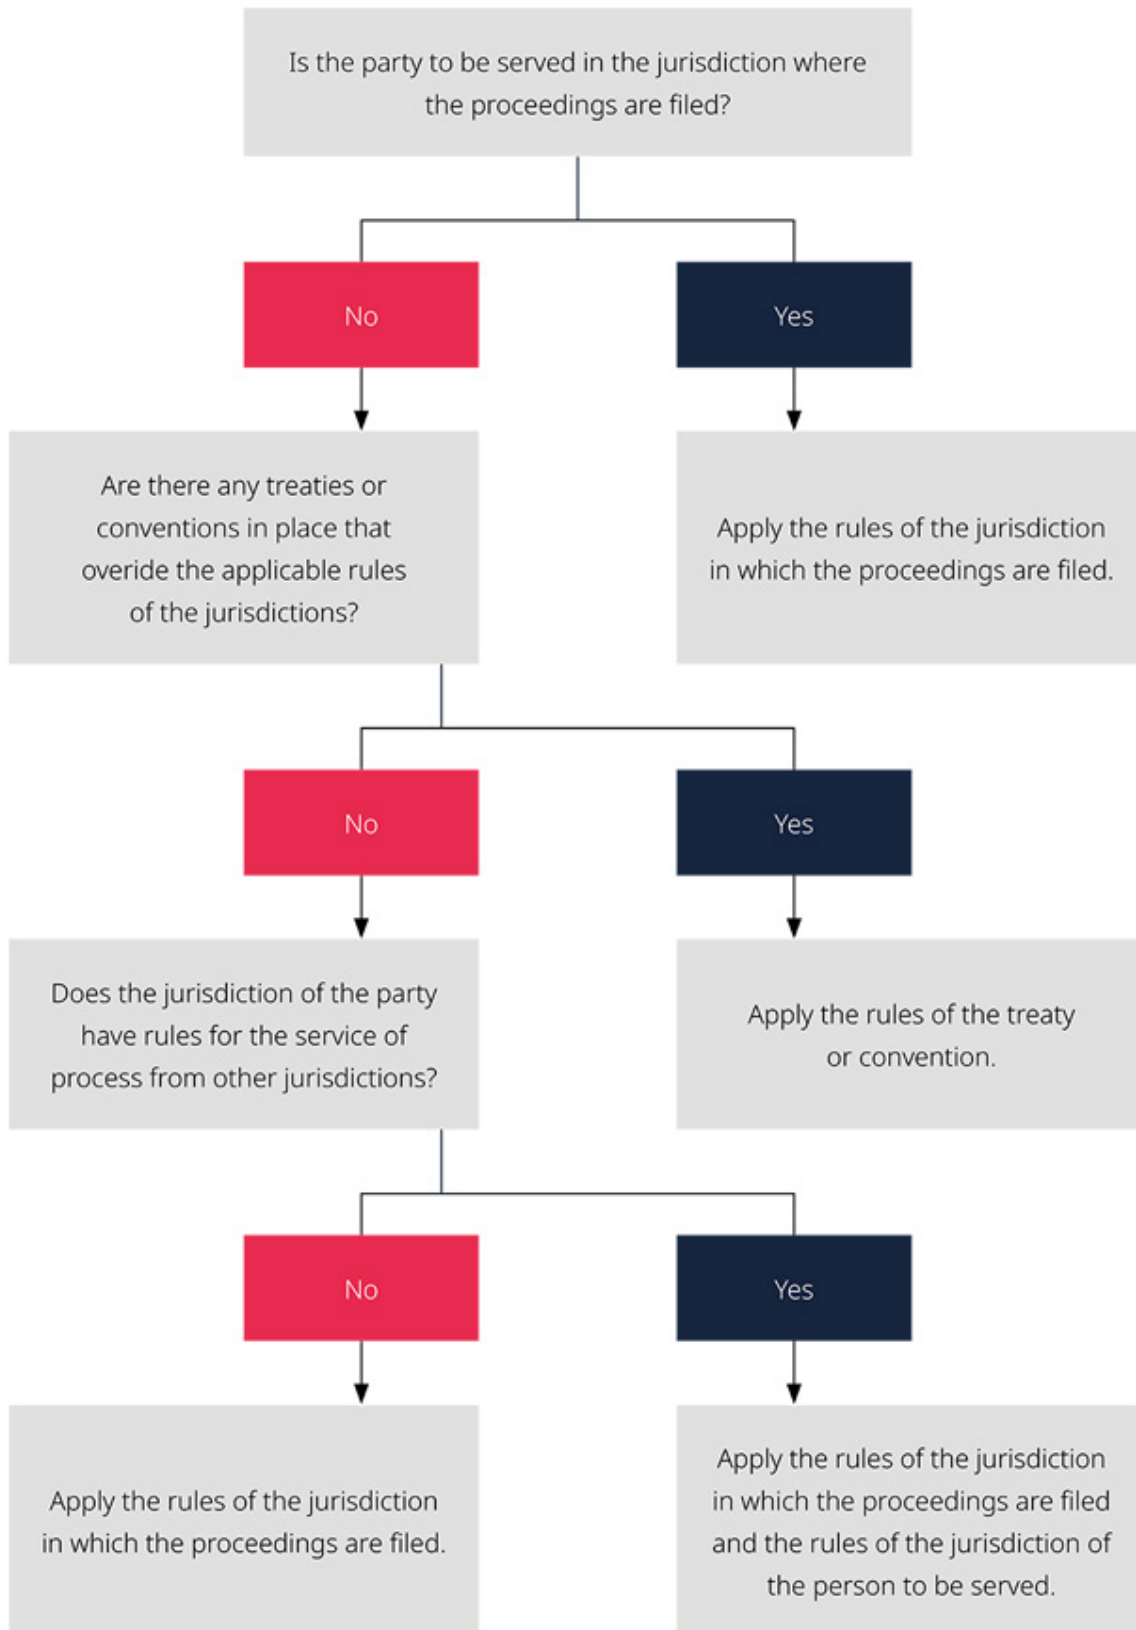 Is the party to be served in the jurisdiction where
the proceedings are filed?
No
Yes
Are there any treaties or
conventions in place that
overide the applicable rules
of the jurisdictions?
Apply the rules of the jurisdiction
in which the proceedings are filed.
No
Yes
Does the jurisdiction of the party
have rules for the service of
process from other jurisdictions?
Apply the rules of the treaty
or convention.
No
Yes
Apply the rules of the jurisdiction
in which the proceedings are filed.
Apply the rules of the jurisdiction
in which the proceedings are filed
and the rules of the jurisdiction of
the person to be served.